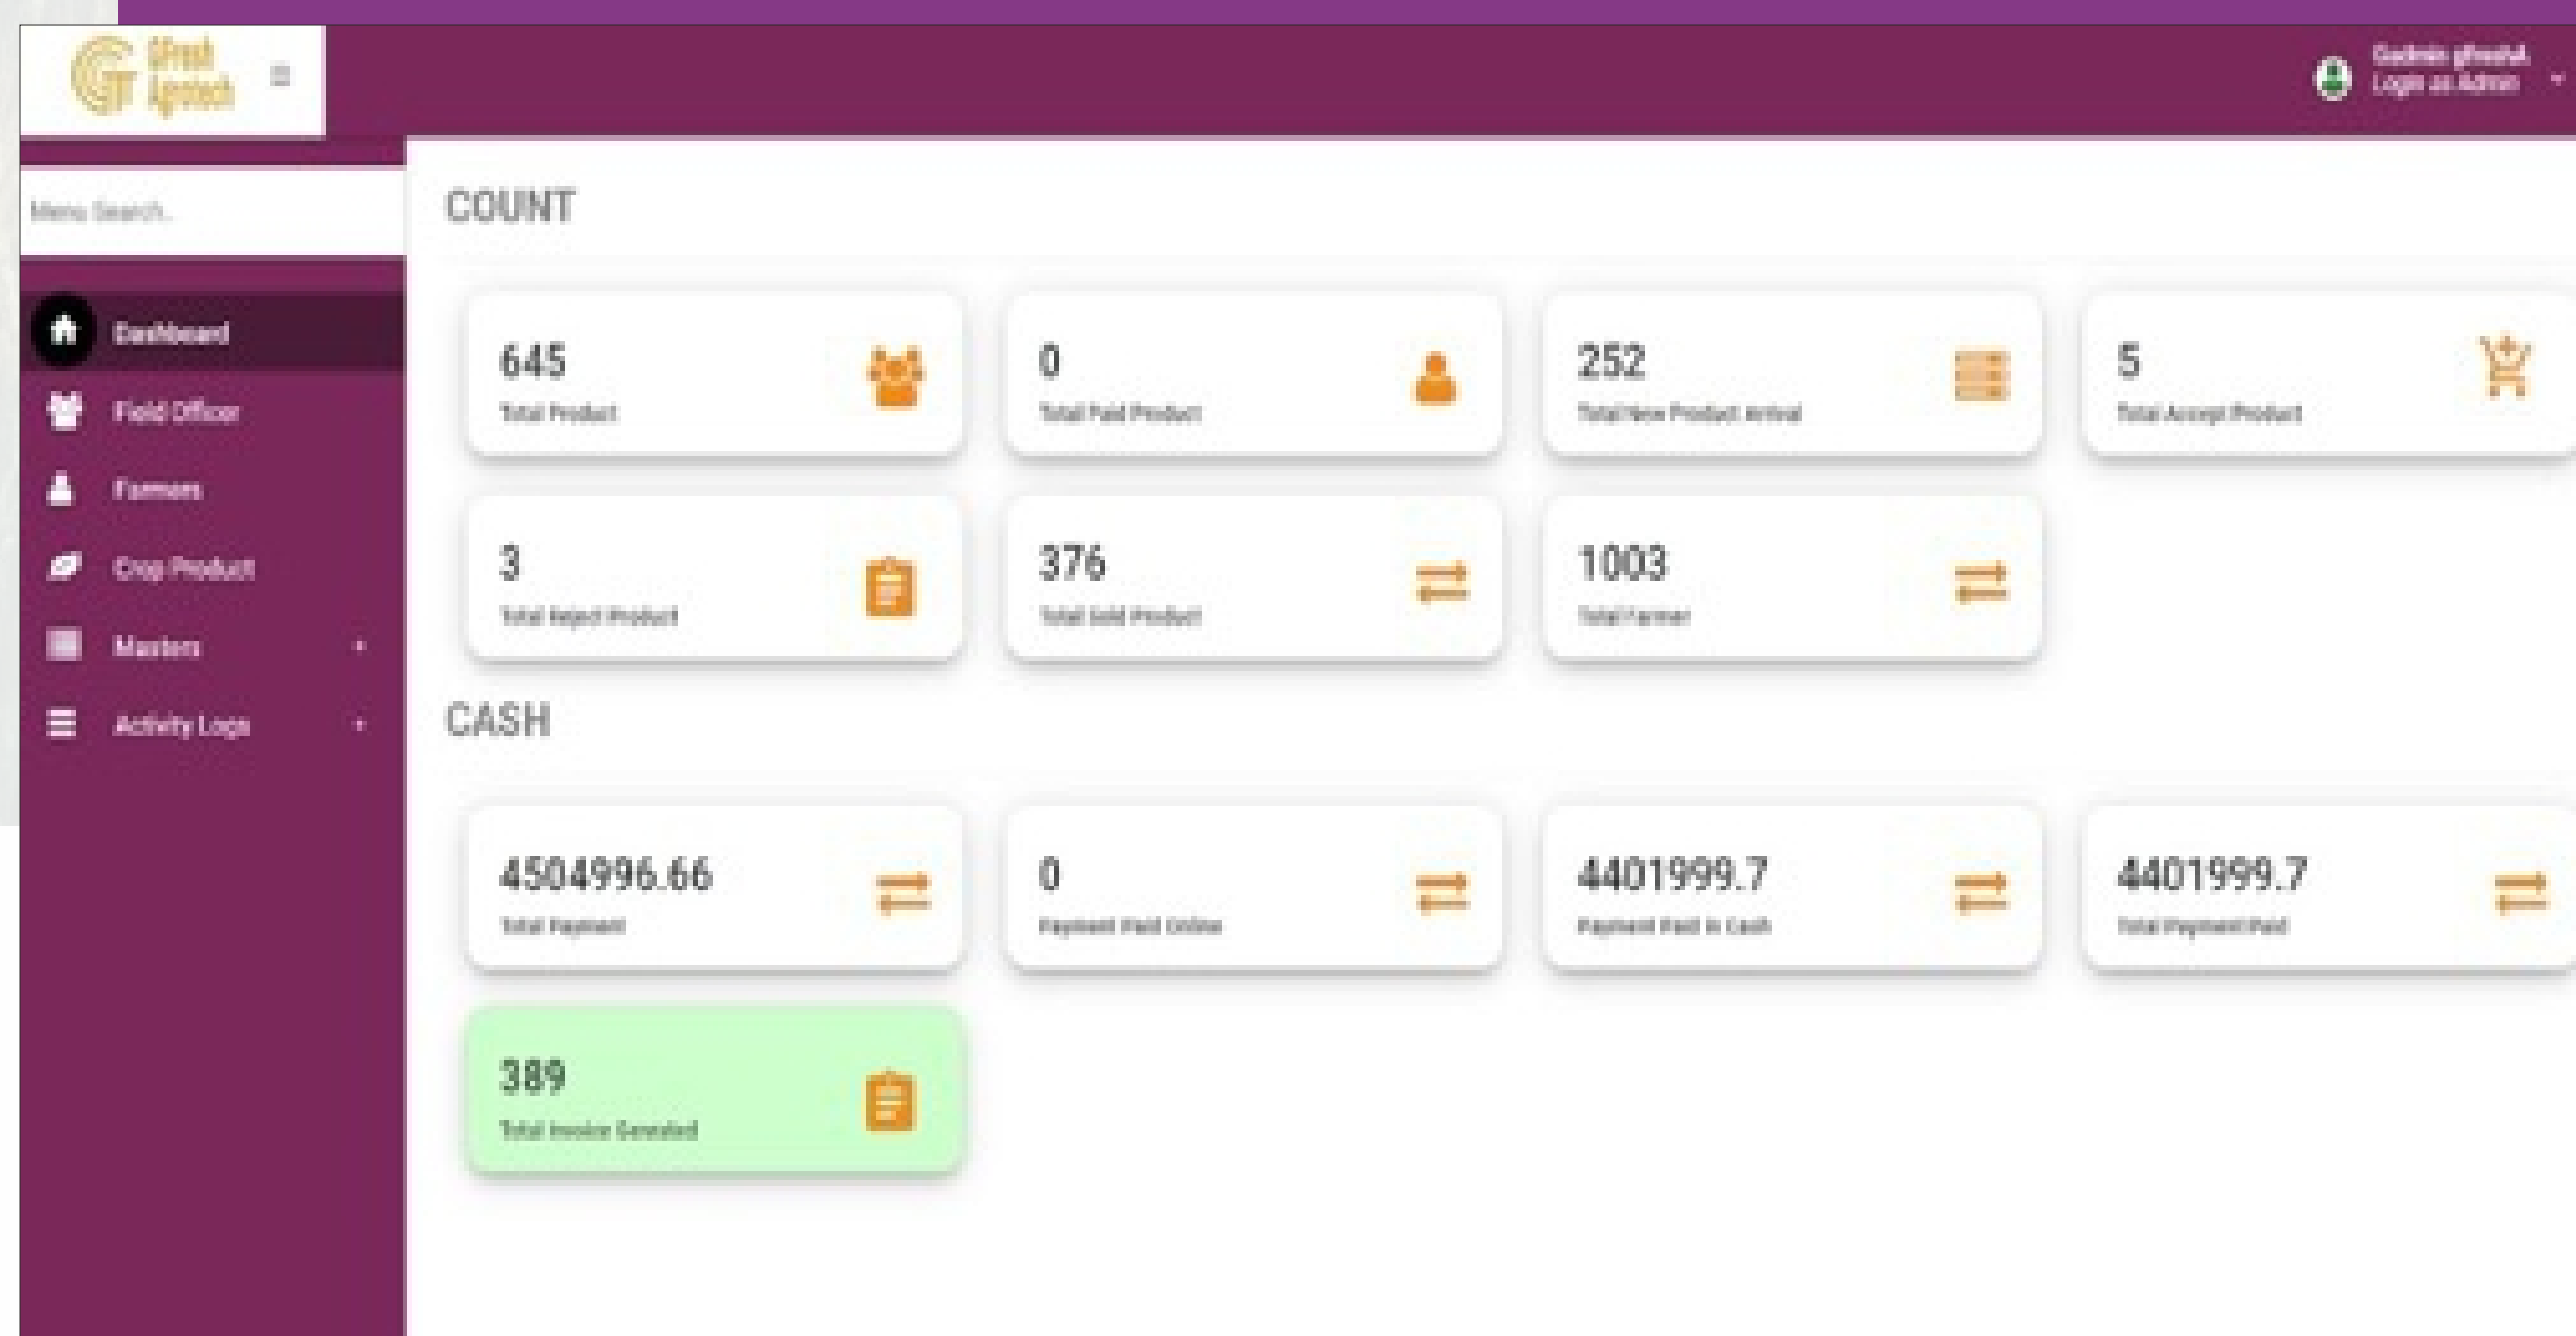 GFresh
Agrotech
Login as Admin
Menu Search..
Dashboard
Field Officer
Farmers
Crop Product
Masters
Activity Logs
COUNT
645
Total Product
0
Total Paid Product
252
Total New Product Arrival
5
Total Accept Product
3
Total Reject Product
376
Total Sold Product
1003
Total Farmer
CASH
4504996.66
Total Payment
0
Payment Paid Online
4401999.7
Payment Paid In Cash
4401999.7
Total Payment Paid
389
Total Invoice